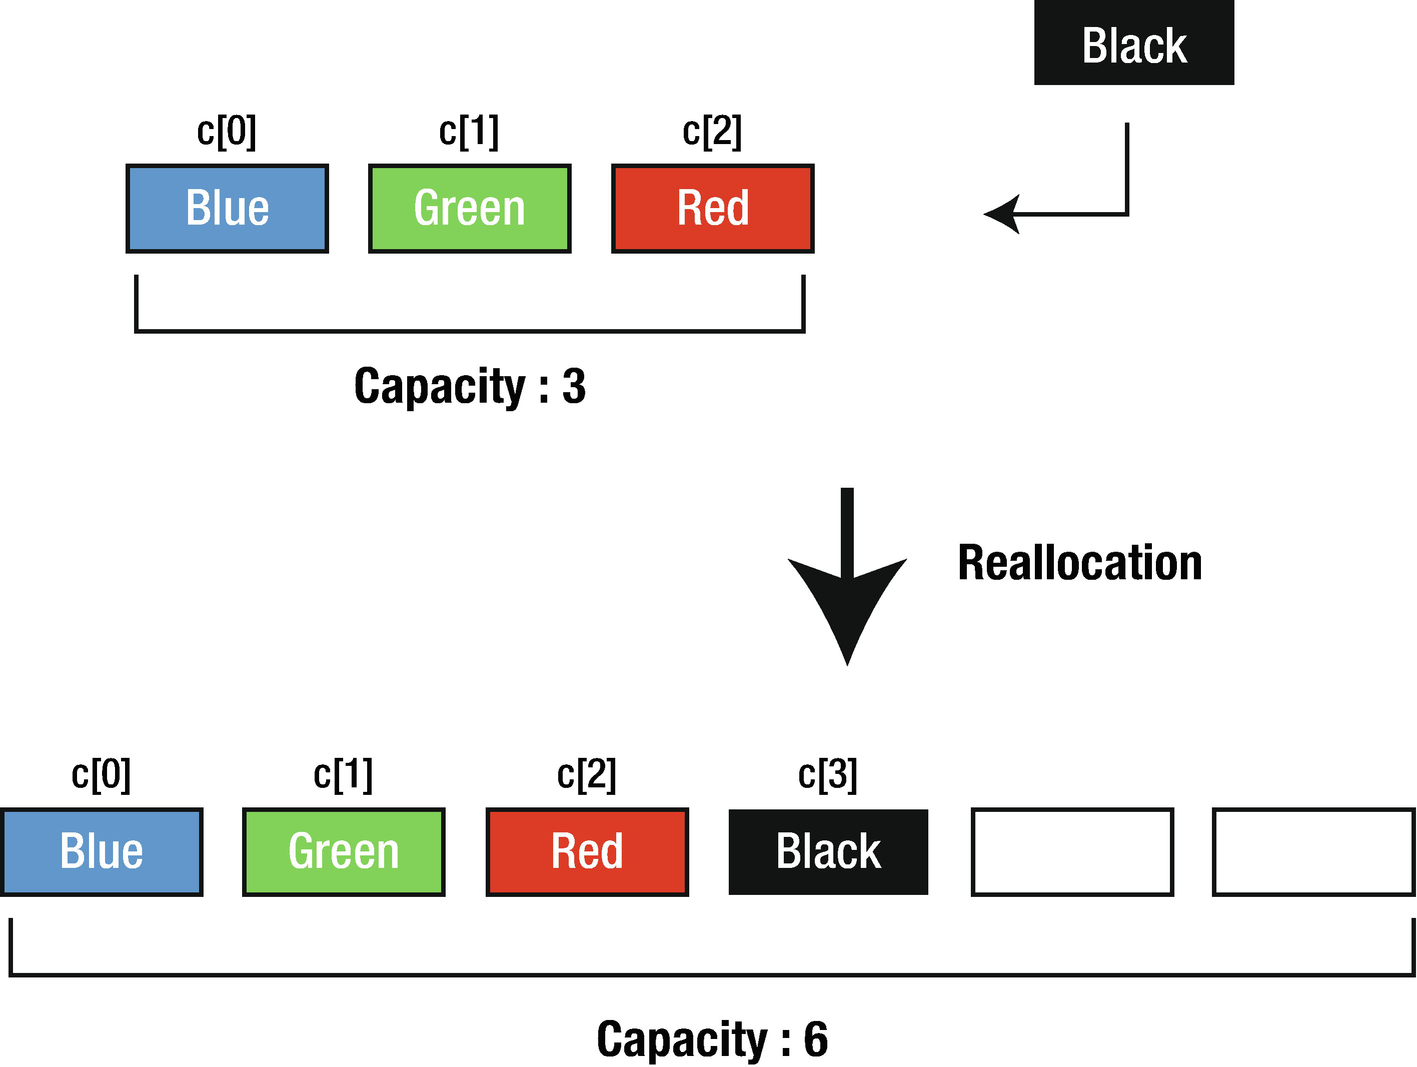 Black
c[0] c[1] c[2]
Blue Green Red
Capacity : 3
Reallocation
c[0] c[1] c[2] c[3]
Blue Green Red Black
Capacity : 6